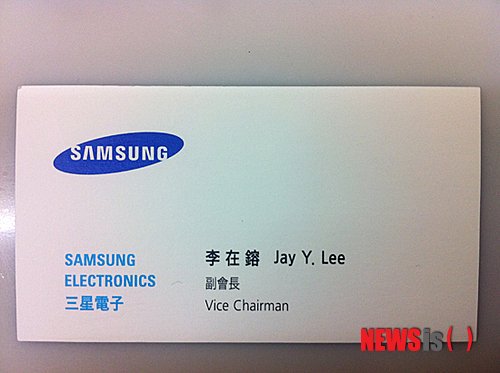 SAMSUNG
SAMSUNG
ELECTRONICS
三星電子
李在鎔 Jay Y. Lee
副會長
Vice Chairman
NEWSis( )